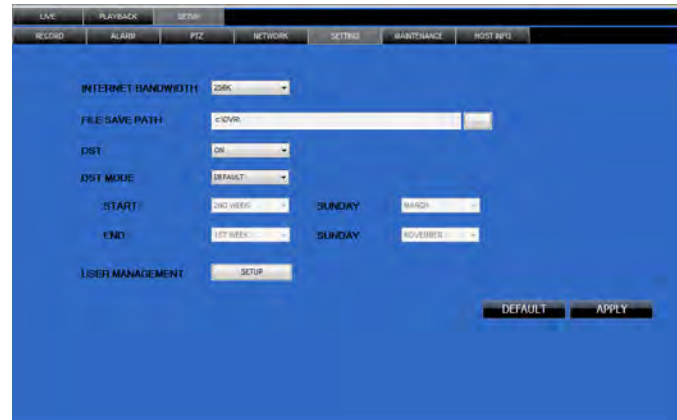 LIVE PLAYBACK SETUP
RECORD ALARM PTZ NETWORK SETTING MAINTENANCE HOST INFO.
INTERNET BANDWIDTH 256K
FILE SAVE PATH c:\DVR\
DST ON
DST MODE DEFAULT
START 2ND WEEK SUNDAY MARCH
END 1ST WEEK SUNDAY NOVEMBER
USER MANAGEMENT SETUP
DEFAULT APPLY